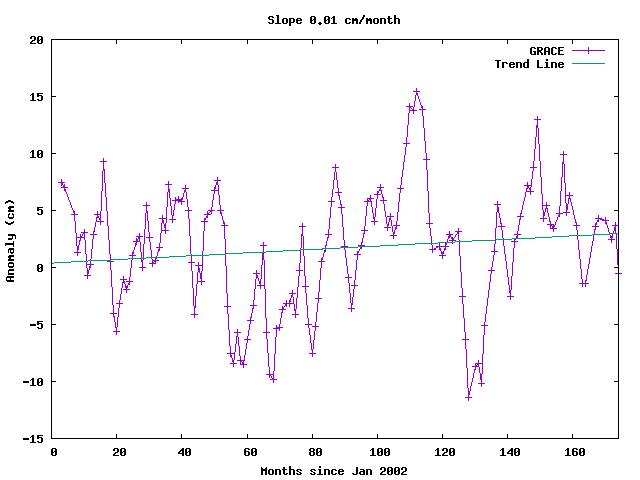 Slope 0.01 cm/month
20
15
10
5
0
-5
-10
-15
Anomaly (cm)
GRACE
Trend Line
0 20 40 60 80 100 120 140 160
Months since Jan 2002